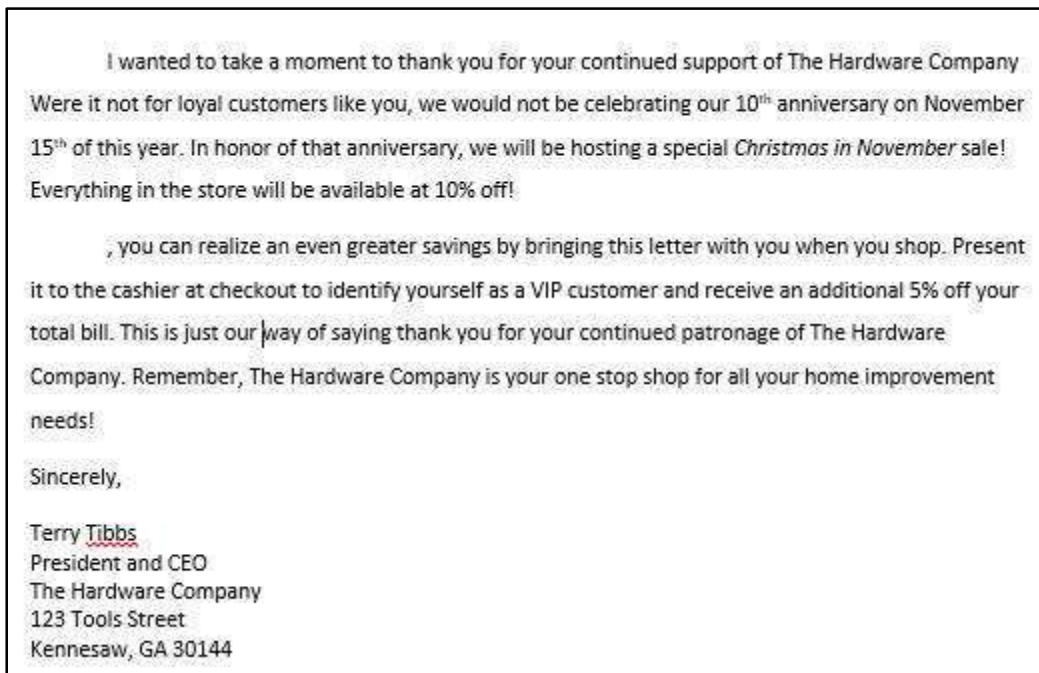 I wanted to take a moment to thank you for your continued support of The Hardware Company
Were it not for loyal customers like you, we would not be celebrating our 10th anniversary on November
15th of this year. In honor of that anniversary, we will be hosting a special Christmas in November sale!
Everything in the store will be available at 10% off!
, you can realize an even greater savings by bringing this letter with you when you shop. Present
it to the cashier at checkout to identify yourself as a VIP customer and receive an additional 5% off your
total bill. This is just our way of saying thank you for your continued patronage of The Hardware
Company. Remember, The Hardware Company is your one stop shop for all your home improvement
needs!
Sincerely,
Terry Tibbs
President and CEO
The Hardware Company
123 Tools Street
Kennesaw, GA 30144